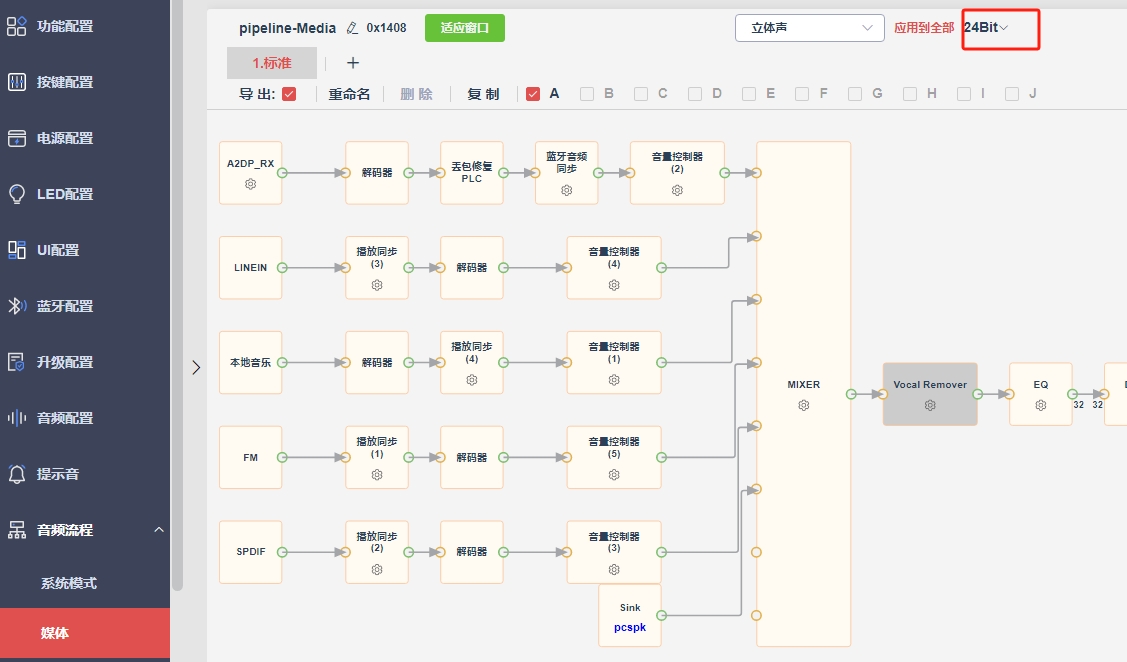 功能配置
按键配置
电源配置
LED配置
UI配置
蓝牙配置
升级配置
音频配置
提示音
音频流程
系统模式
媒体
pipeline-Media 0x1408 适应窗口 立体声 应用到全部 24Bit
1.标准 +
导 出: 重命名 删 除 复 制 A B C D E F G H I J
A2DP_RX
解码器
丢包修复
PLC
蓝牙音频
同步
音量控制器
(2)
LINEIN
播放同步
(3)
解码器
音量控制器
(4)
本地音乐
解码器
播放同步
(4)
音量控制器
(1)
FM
播放同步
(1)
解码器
音量控制器
(5)
SPDIF
播放同步
(2)
解码器
音量控制器
(3)
Sink
pcspk
MIXER
Vocal Remover
EQ
32 32